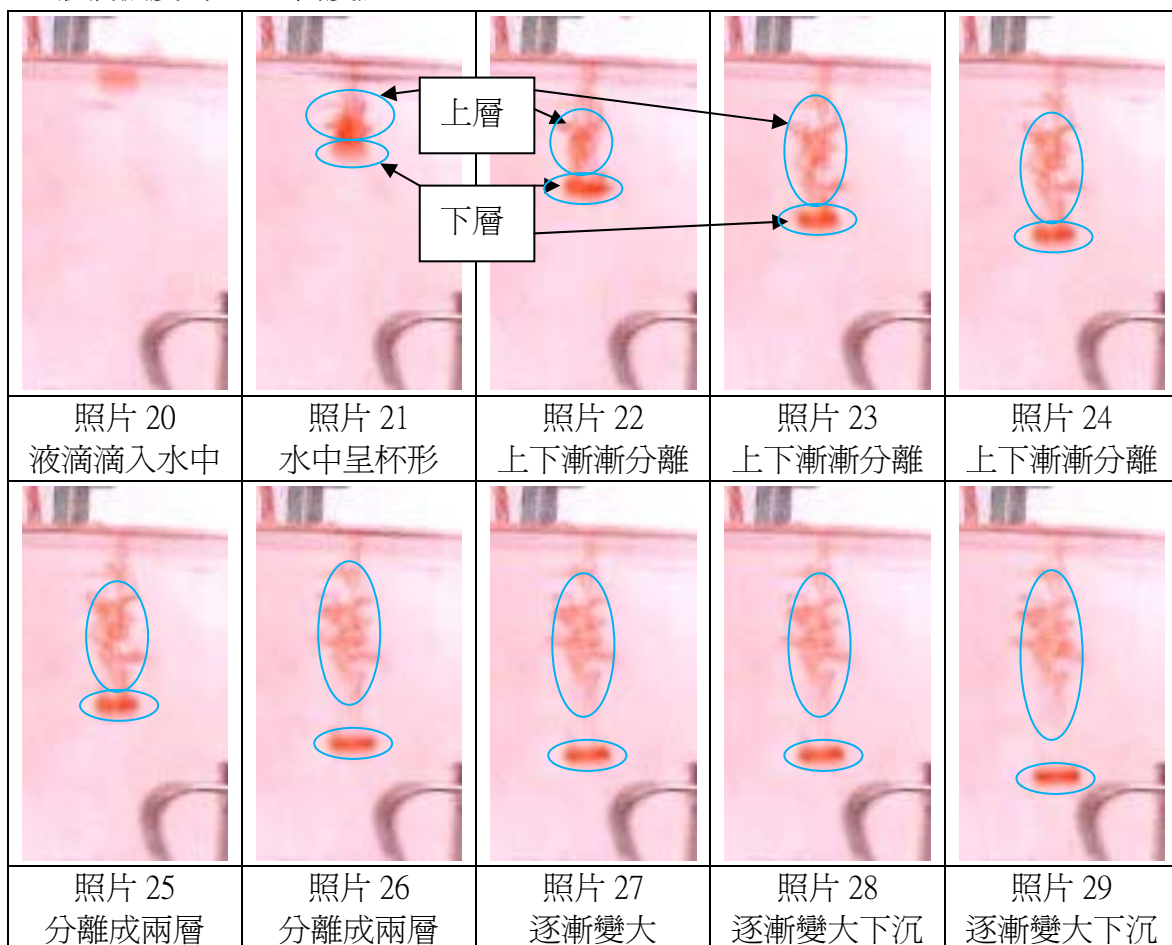 上層
下層
照片 20
液滴滴入水中
照片 21
水中呈杯形
照片 22
上下漸漸分離
照片 23
上下漸漸分離
照片 24
上下漸漸分離
照片 25
分離成兩層
照片 26
分離成兩層
照片 27
逐漸變大
照片 28
逐漸變大下沉
照片 29
逐漸變大下沉